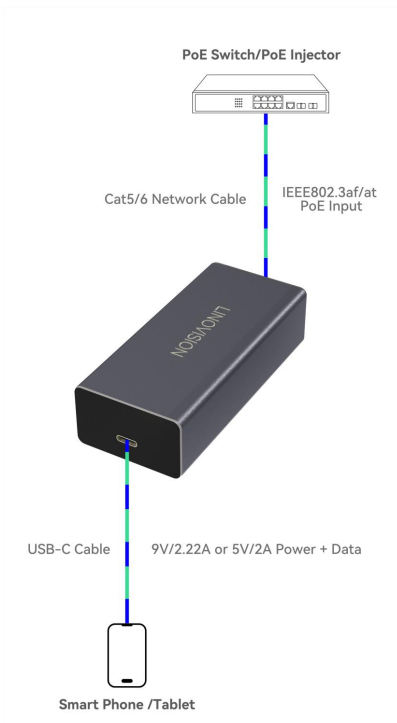 PoE Switch/PoE Injector
Cat5/6 Network Cable
IEEE802.3af/at
PoE Input
LINOVISION
USB-C Cable
9V/2.22A or 5V/2A Power + Data
Smart Phone /Tablet